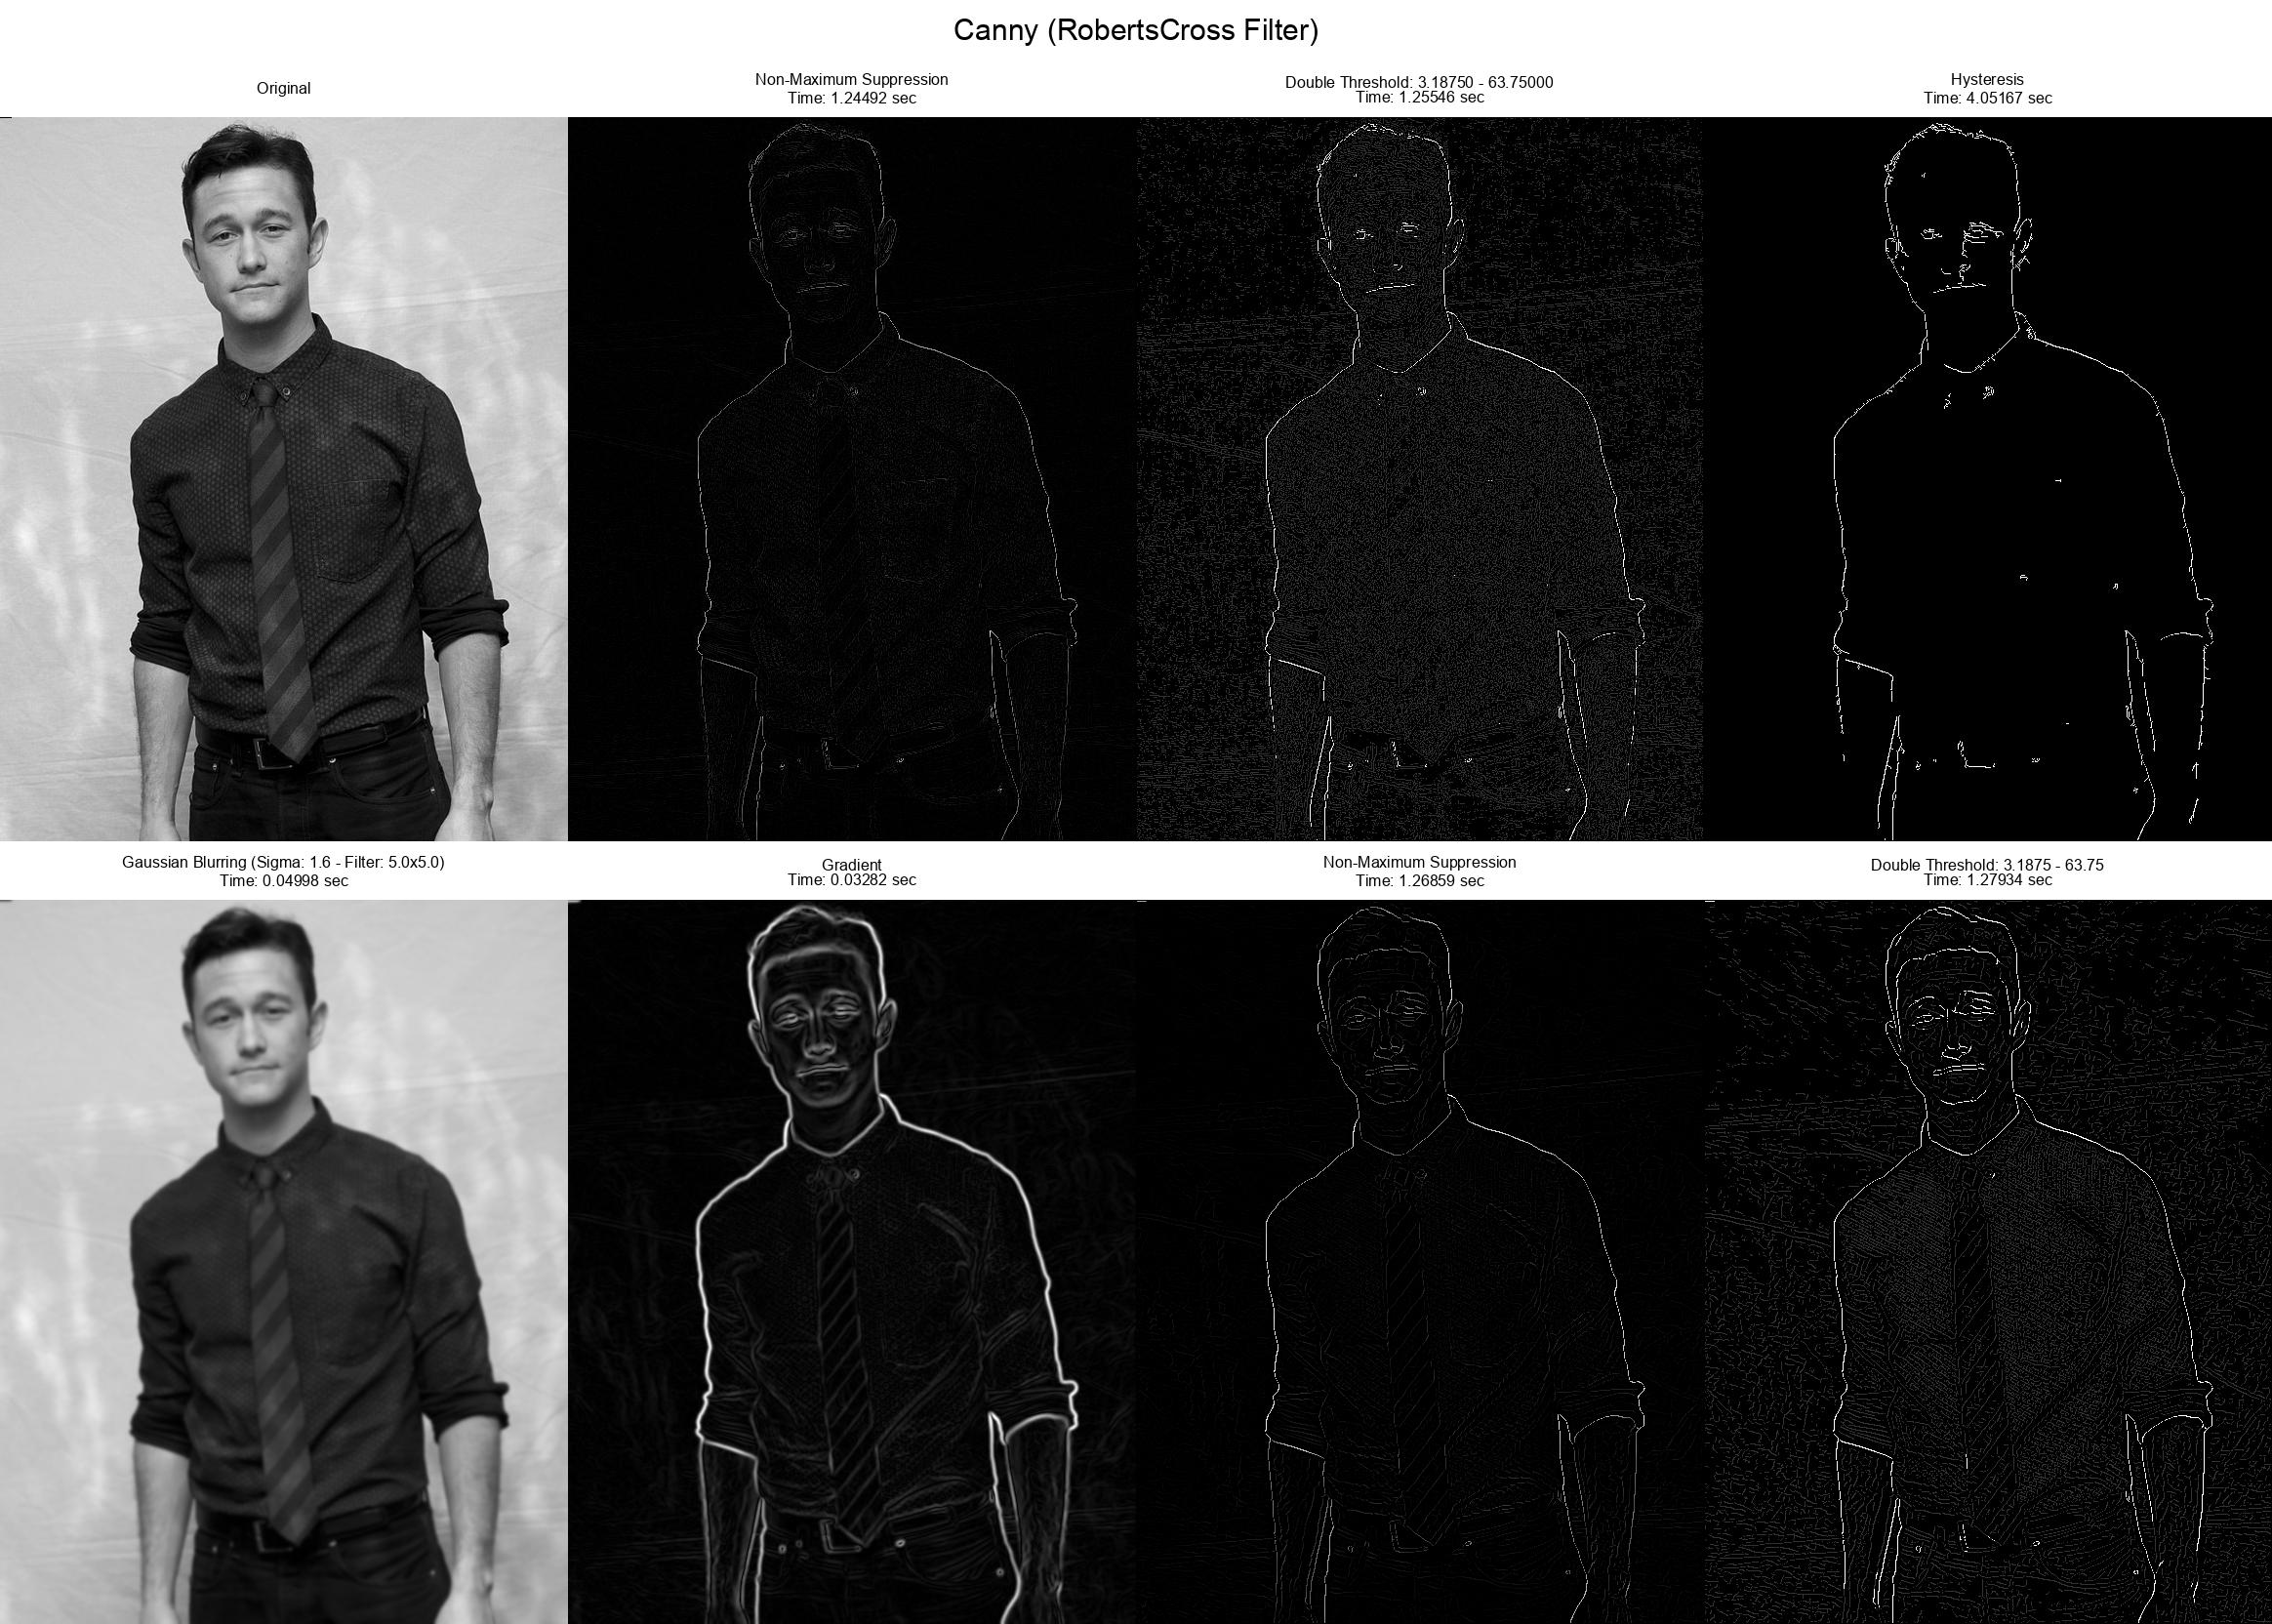 Canny (RobertsCross Filter)
Original
Non-Maximum Suppression
Time: 1.24492 sec
Double Threshold: 3.18750 - 63.75000
Time: 1.25546 sec
Hysteresis
Time: 4.05167 sec
Gaussian Blurring (Sigma: 1.6 - Filter: 5.0x5.0)
Time: 0.04998 sec
Gradient
Time: 0.03282 sec
Non-Maximum Suppression
Time: 1.26859 sec
Double Threshold: 3.1875 - 63.75
Time: 1.27934 sec